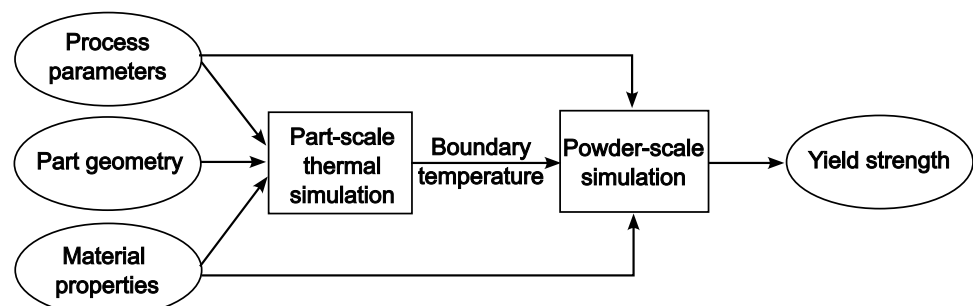 Process
parameters
Part geometry
Material
properties
Part-scale
thermal
simulation
Boundary
temperature
Powder-scale
simulation
Yield strength